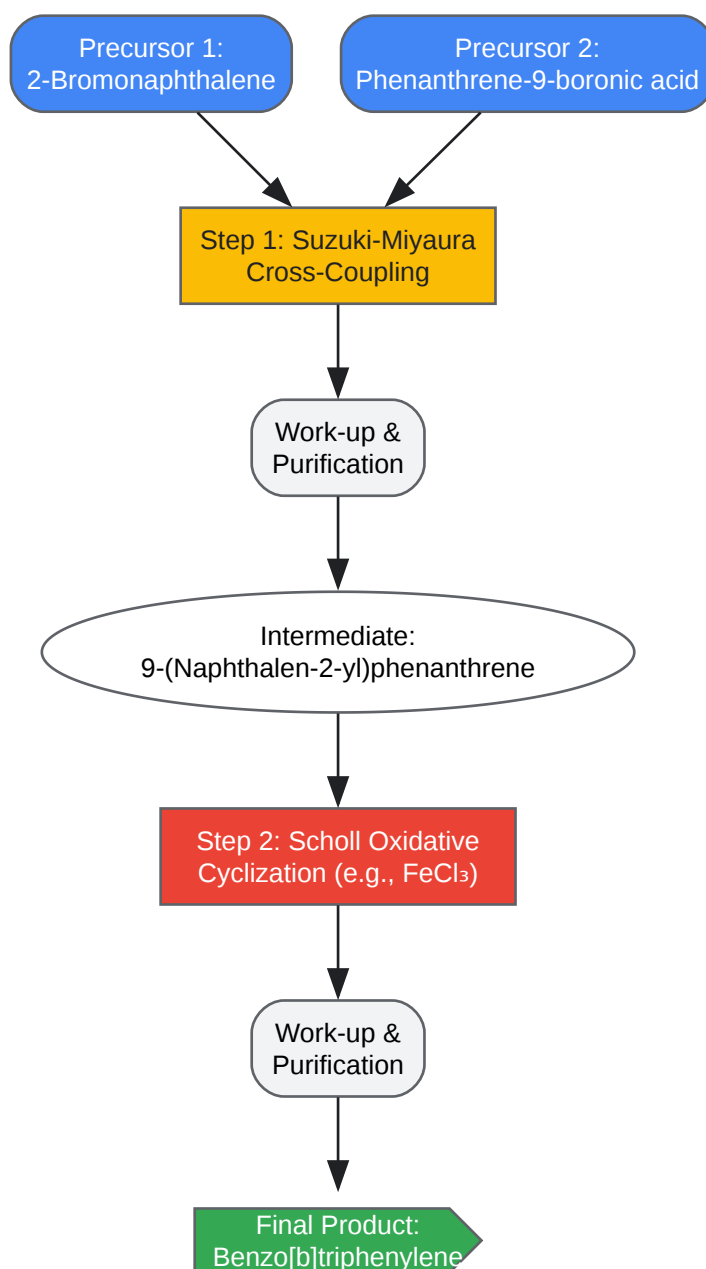 Precursor 1:
2-Bromonaphthalene
Precursor 2:
Phenanthrene-9-boronic acid
Step 1: Suzuki-Miyaura
Cross-Coupling
Work-up &
Purification
Intermediate:
9-(Naphthalen-2-yl)phenanthrene
Step 2: Scholl Oxidative
Cyclization (e.g., FeCl₃)
Work-up &
Purification
Final Product:
Benzo[b]triphenylene